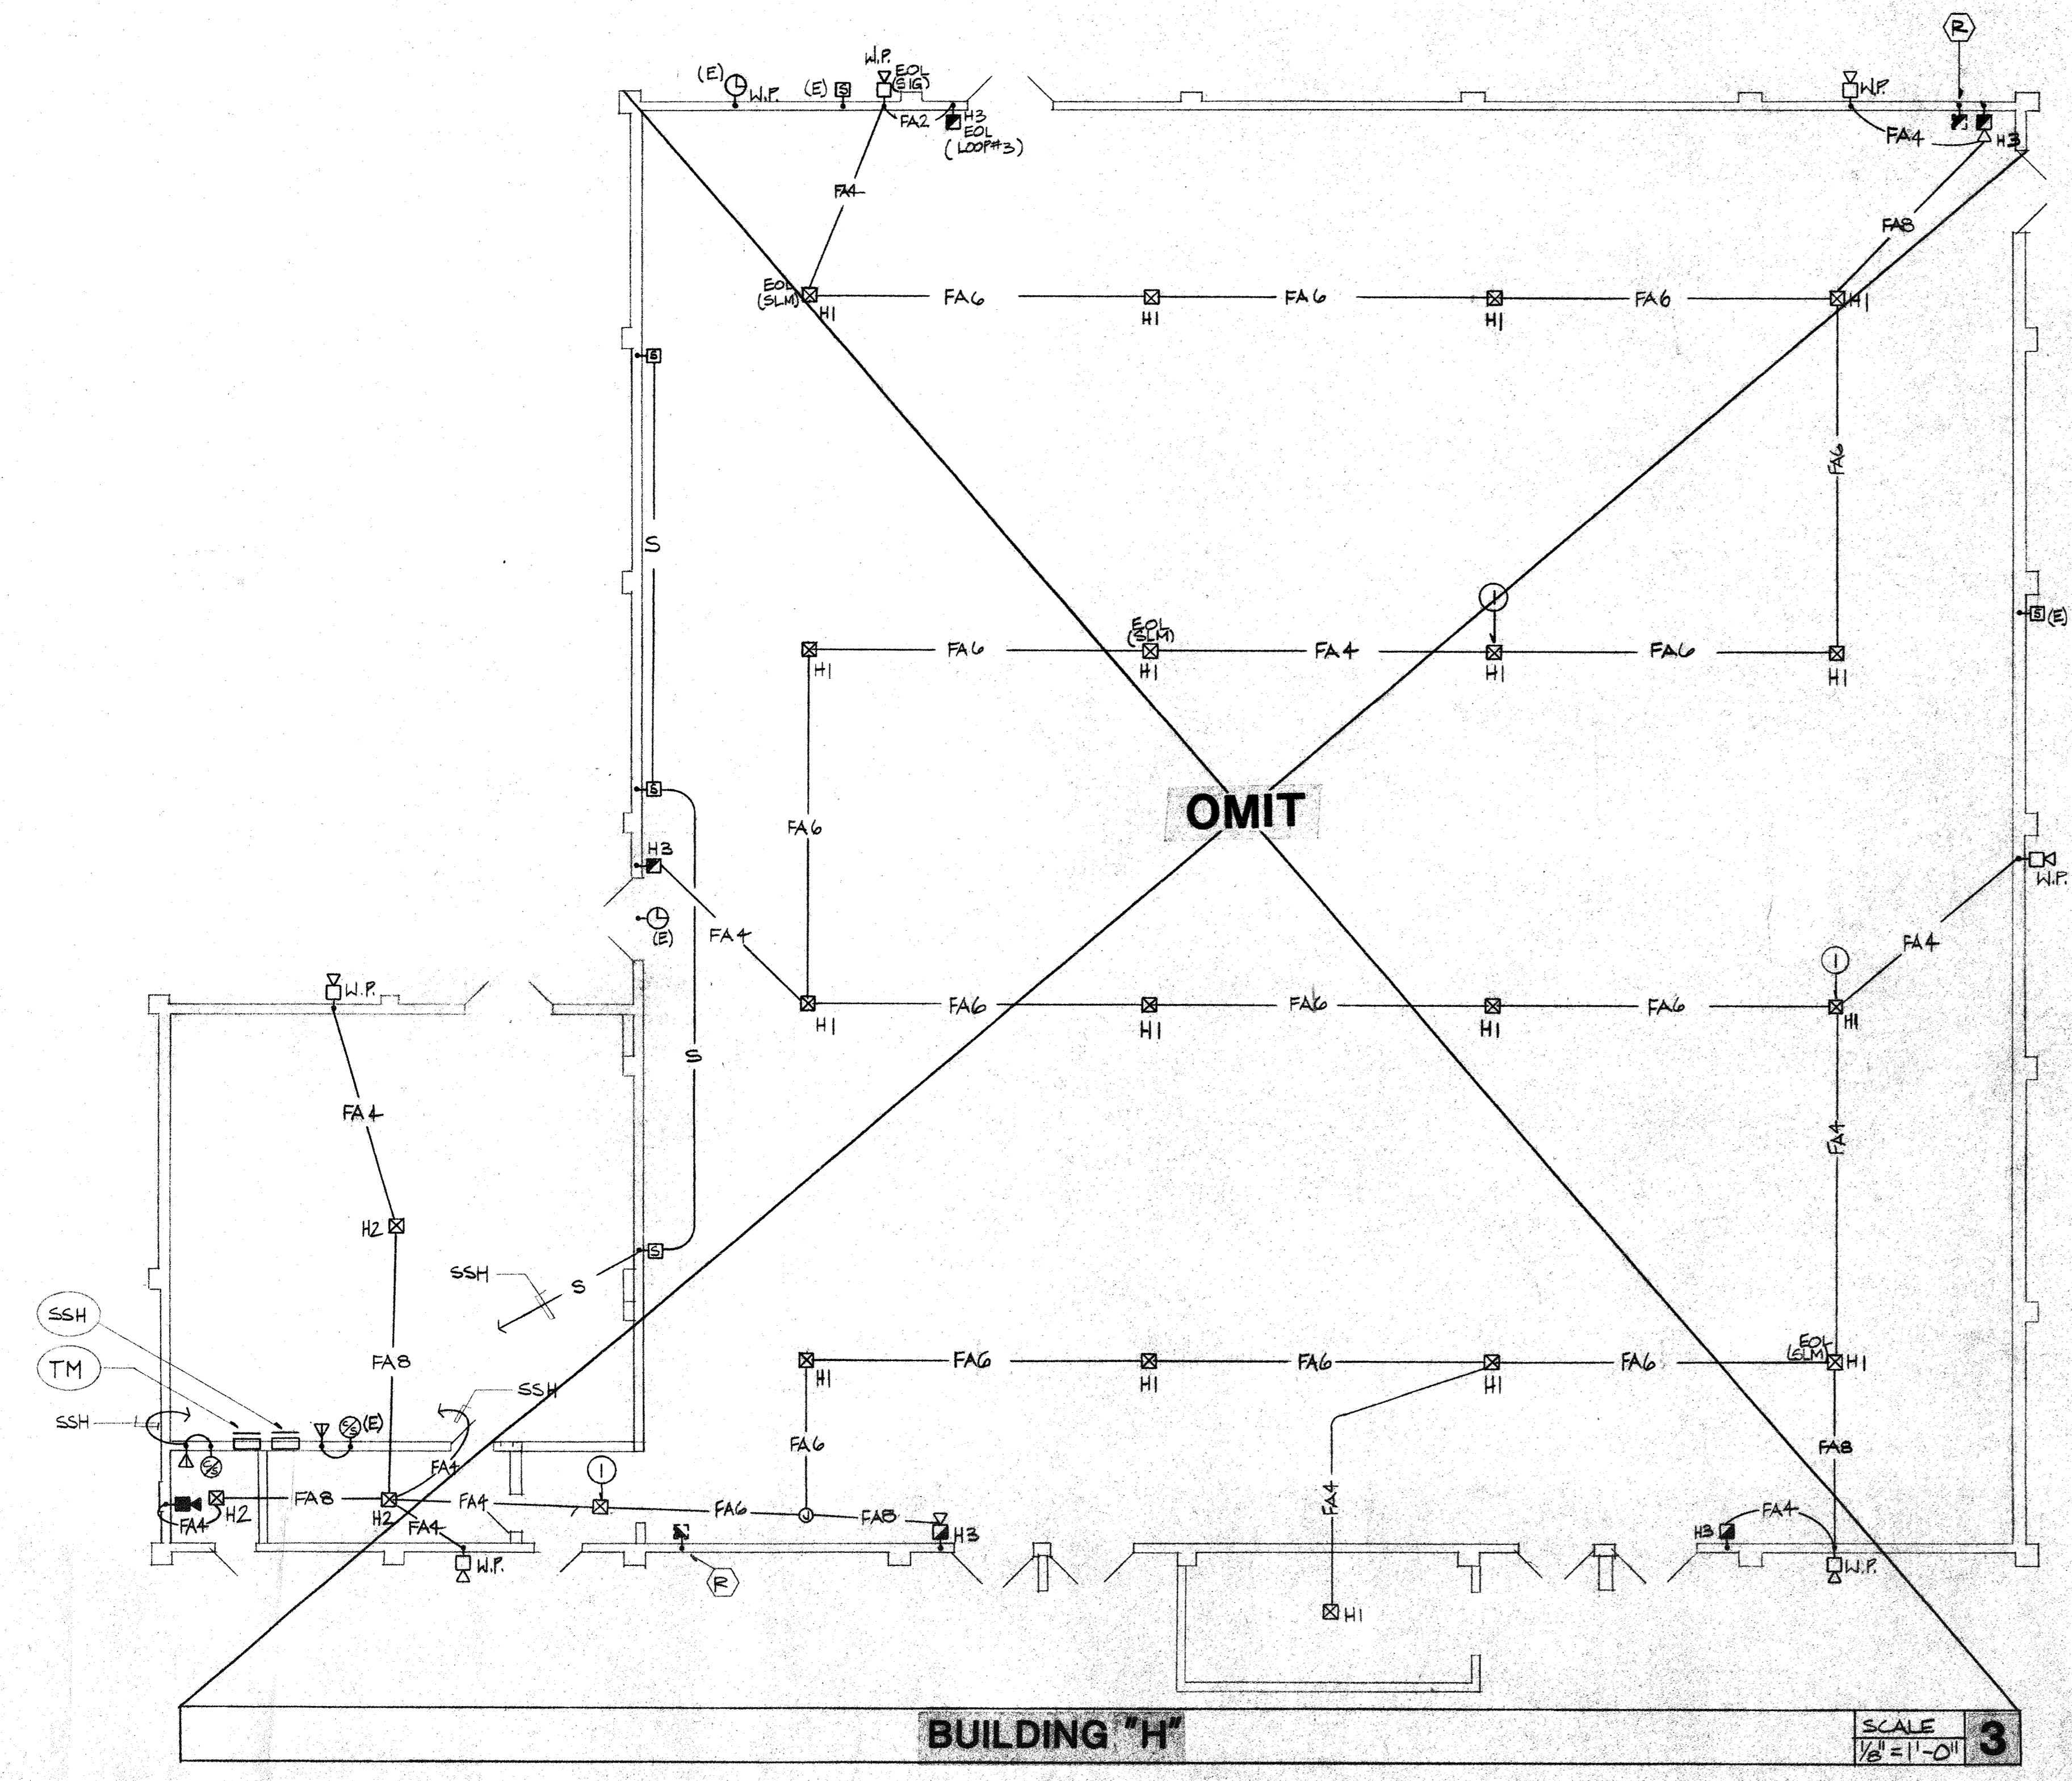 R
(E)
W.P.
(E)
S
W.P.
EOL
(SIG)
FA2
H3
EOL
(LOOP#3)
W.P.
FA4
H3
FA4
FA8
EOL
(SLM)
H1
FA6
H1
FA6
H1
FA6
H1
S
S
FA6
1
S
(E)
H1
FA6
EOL
(SLM)
H1
FA4
H1
FA6
H1
S
OMIT
FA6
H3
W.P.
(E)
FA4
FA4
1
W.P.
H1
FA6
H1
FA6
H1
FA6
H1
S
FA4
FA4
H2
S
SSH
S
SSH
TM
FA8
H1
FA6
H1
FA6
H1
FA6
EOL
(SLM)
H1
SSH
SSH
C/S
(E)
C/S
FA6
FA8
FA4
1
H2
FA8
H2
FA4
FA6
J
FA8
H3
FA4
FA4
FA4
H3
FA4
W.P.
R
W.P.
H1
BUILDING "H"
SCALE
1/8"=1'-0"
3